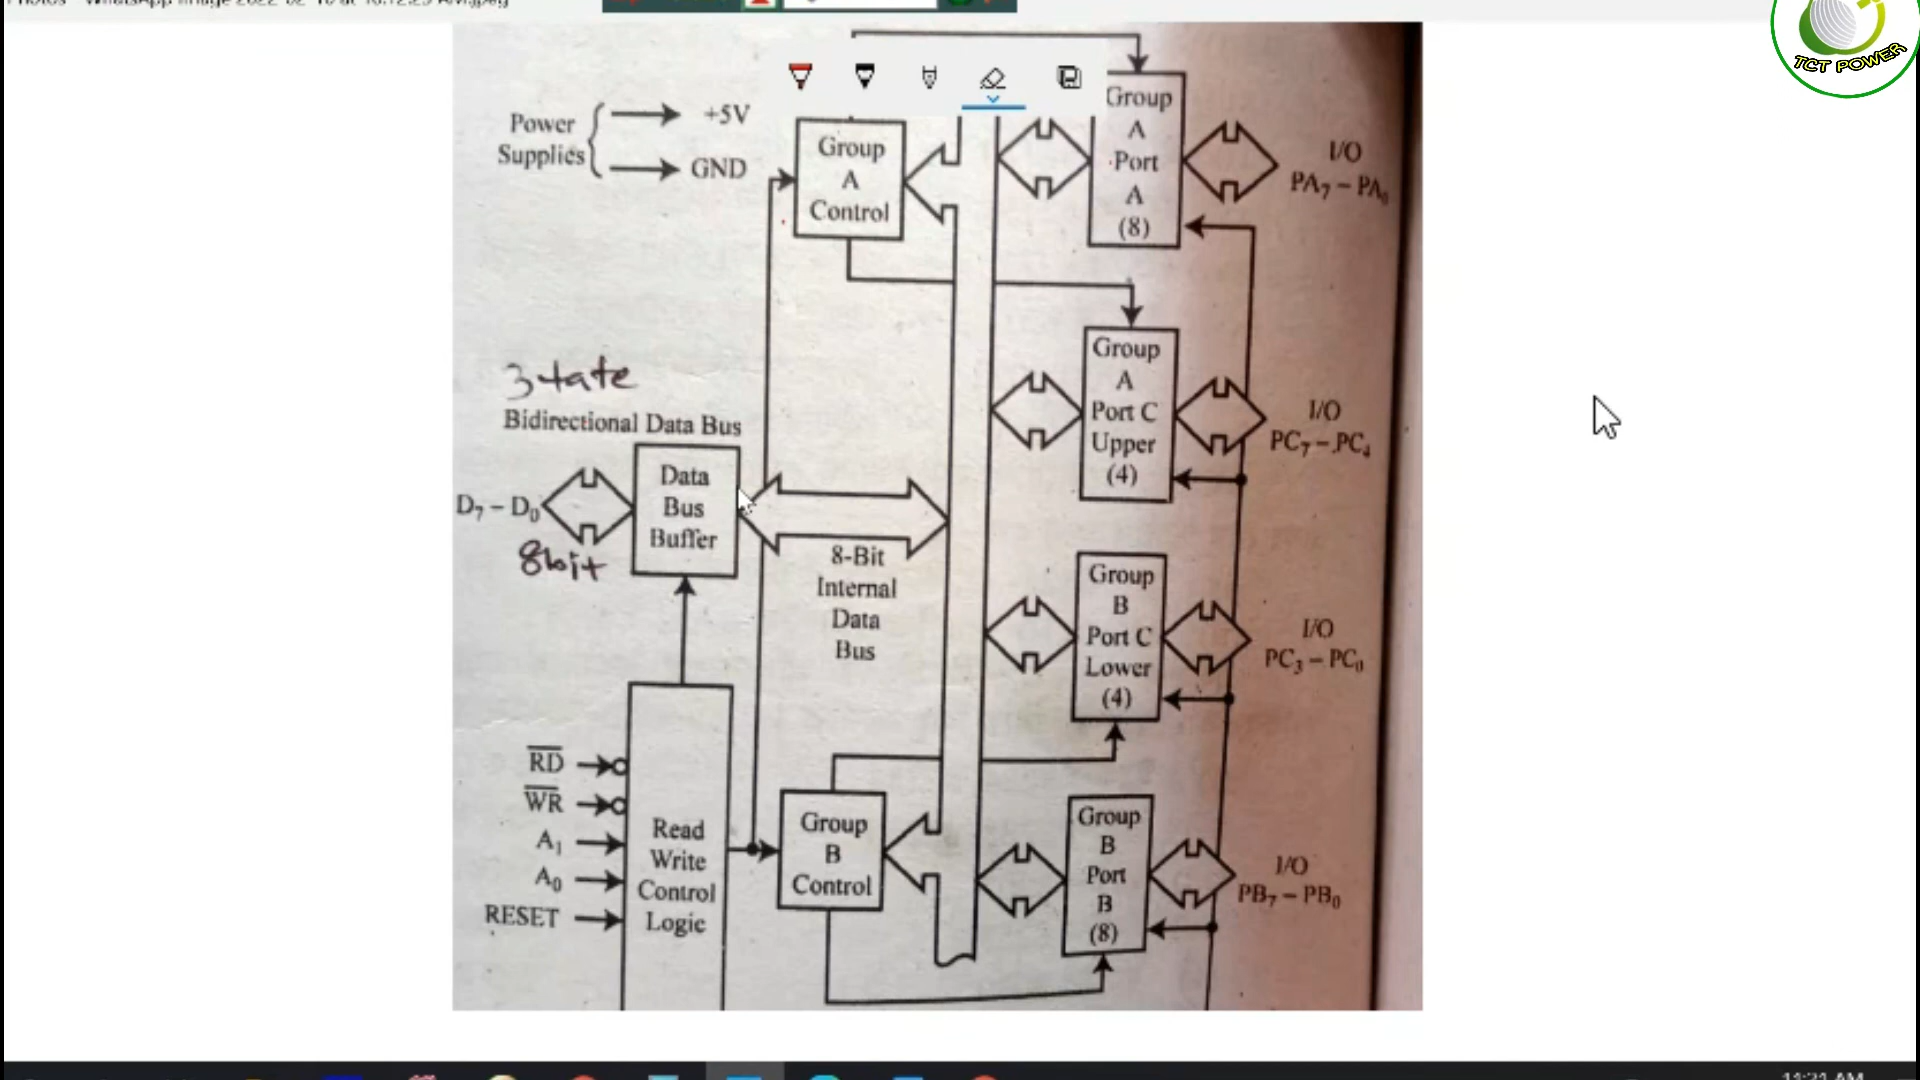 TCT POWER
Power
Supplies
+5V
GND
Group
A
Control
Group
A
Port
A
(8)
I/O
PA7 – PA0
3 tate
Bidirectional Data Bus
D7 – D0
8bit
Data
Bus
Buffer
8-Bit
Internal
Data
Bus
Group
A
Port C
Upper
(4)
I/O
PC7 – PC4
Group
B
Port C
Lower
(4)
I/O
PC3 – PC0
R̅D̅
W̅R̅
A1
A0
RESET
Read
Write
Control
Logic
Group
B
Control
Group
B
Port
B
(8)
I/O
PB7 – PB0